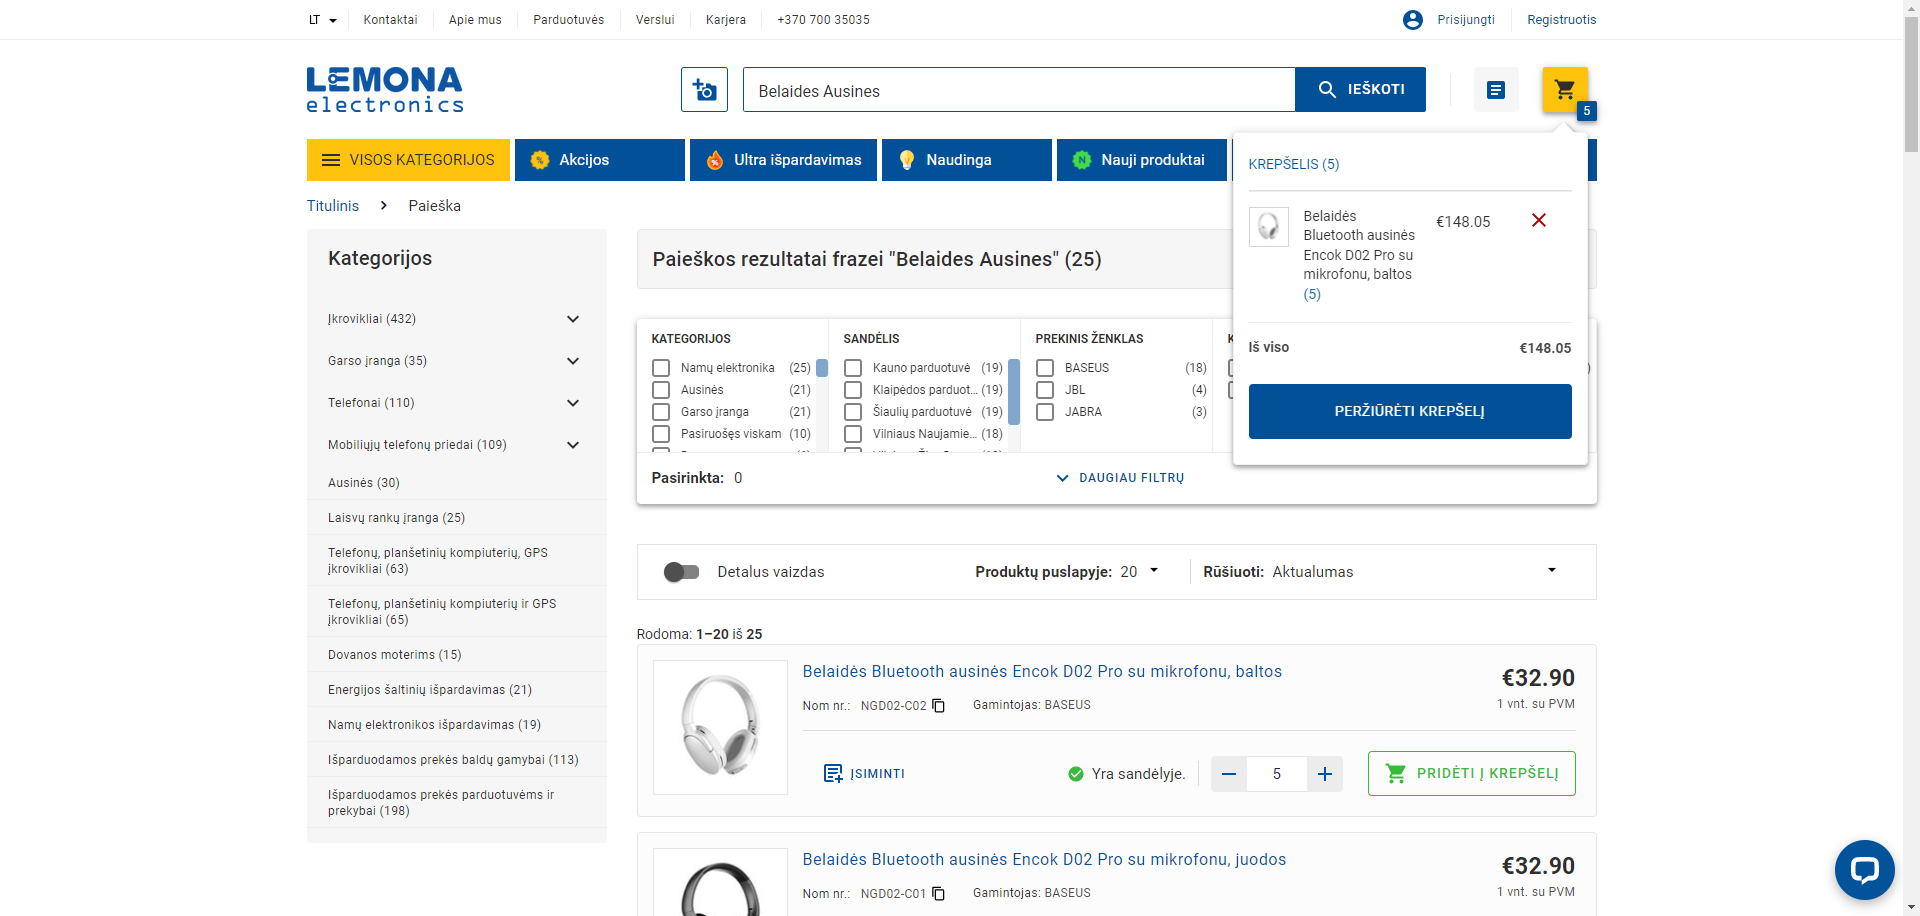 LT Kontaktai Apie mus Parduotuvės Verslui Karjera +370 700 35035 Prisijungti Registruotis
LEMONA
electronics
Belaides Ausines
IEŠKOTI
5
VISOS KATEGORIJOS
Akcijos
Ultra išpardavimas
Naudinga
Nauji produktai
KREPŠELIS (5)
Belaidės
Bluetooth ausinės
Encok D02 Pro su
mikrofonu, baltos
(5)
€148.05
Iš viso €148.05
PERŽIŪRĖTI KREPŠELĮ
Titulinis Paieška
Kategorijos
Įkrovikliai (432)
Garso įranga (35)
Telefonai (110)
Mobiliųjų telefonų priedai (109)
Ausinės (30)
Laisvų rankų įranga (25)
Telefonų, planšetinių kompiuterių, GPS
įkrovikliai (63)
Telefonų, planšetinių kompiuterių ir GPS
įkrovikliai (65)
Dovanos moterims (15)
Energijos šaltinių išpardavimas (21)
Namų elektronikos išpardavimas (19)
Išparduodamos prekės baldų gamybai (113)
Išparduodamos prekės parduotuvėms ir
prekybai (198)
Paieškos rezultatai frazei "Belaides Ausines" (25)
KATEGORIJOS
Namų elektronika (25)
Ausinės (21)
Garso įranga (21)
Pasiruošęs viskam (10)
SANDĖLIS
Kauno parduotuvė (19)
Klaipėdos parduot... (19)
Šiaulių parduotuvė (19)
Vilniaus Naujamie... (18)
PREKINIS ŽENKLAS
BASEUS (18)
JBL (4)
JABRA (3)
Pasirinkta: 0
DAUGIAU FILTRŲ
Detalus vaizdas
Produktų puslapyje: 20
Rūšiuoti: Aktualumas
Rodoma: 1–20 iš 25
Belaidės Bluetooth ausinės Encok D02 Pro su mikrofonu, baltos
€32.90
Nom nr.: NGD02-C02 Gamintojas: BASEUS
1 vnt. su PVM
ĮSIMINTI
Yra sandėlyje.
5
PRIDĖTI Į KREPŠELĮ
Belaidės Bluetooth ausinės Encok D02 Pro su mikrofonu, juodos
€32.90
Nom nr.: NGD02-C01 Gamintojas: BASEUS
1 vnt. su PVM